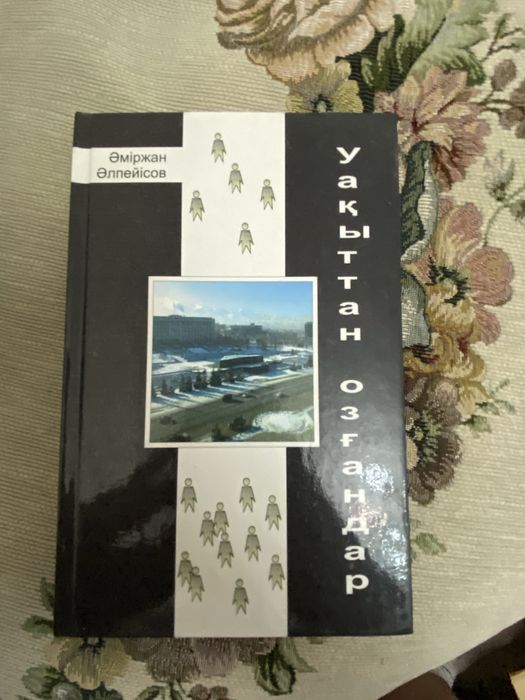 Әміржан
Әлпейісов
Уақыттан озғандар